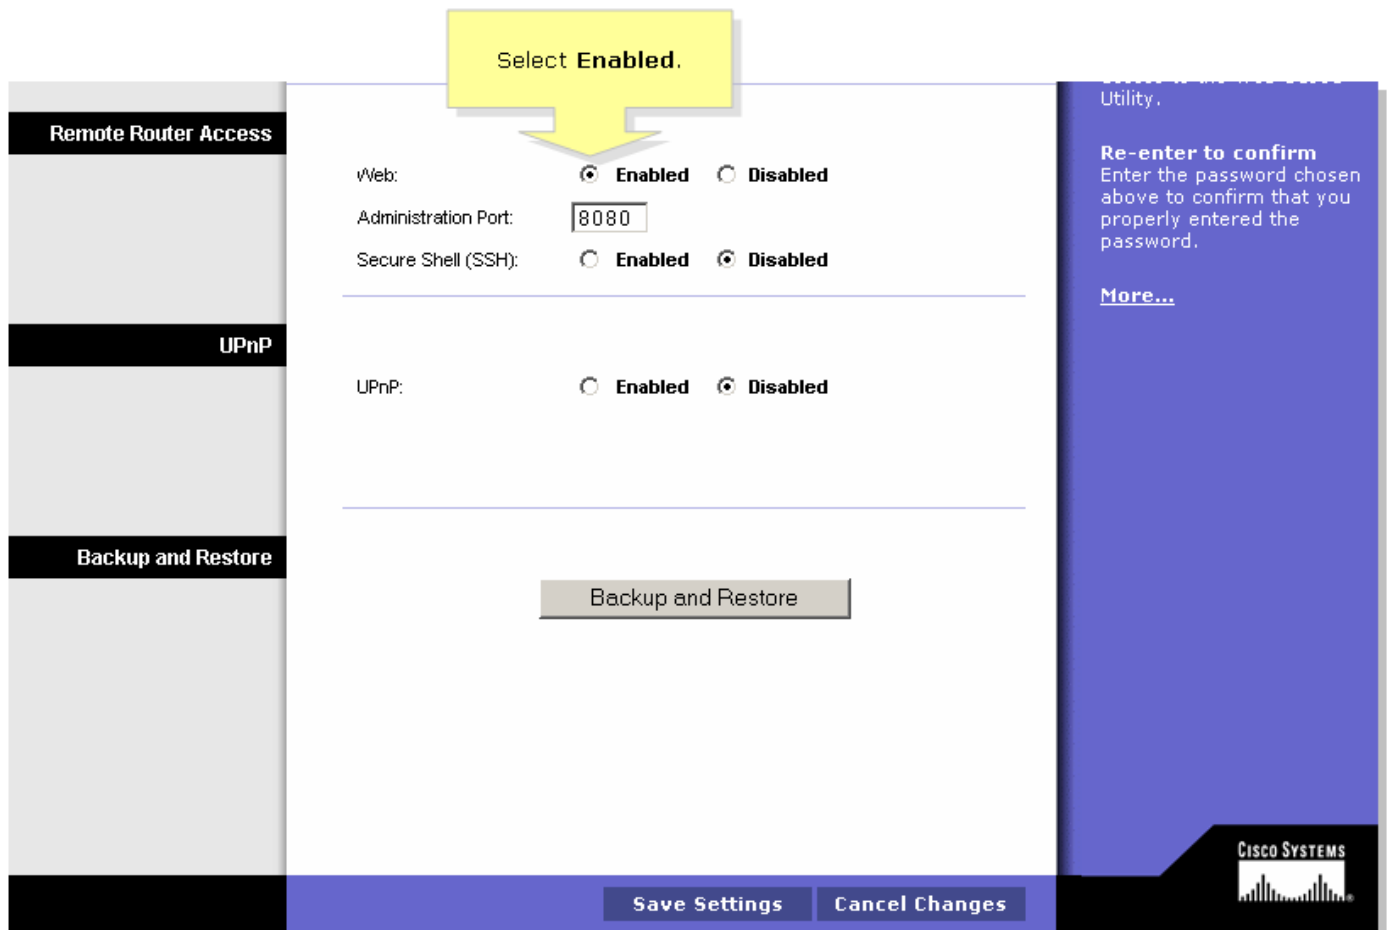 Select Enabled.
Utility.
Remote Router Access
Web:
Enabled
Disabled
Administration Port:
8080
Secure Shell (SSH):
Enabled
Disabled
UPnP
UPnP:
Enabled
Disabled
Backup and Restore
Backup and Restore
Re-enter to confirm
Enter the password chosen
above to confirm that you
properly entered the
password.
More...
Save Settings
Cancel Changes
CISCO SYSTEMS